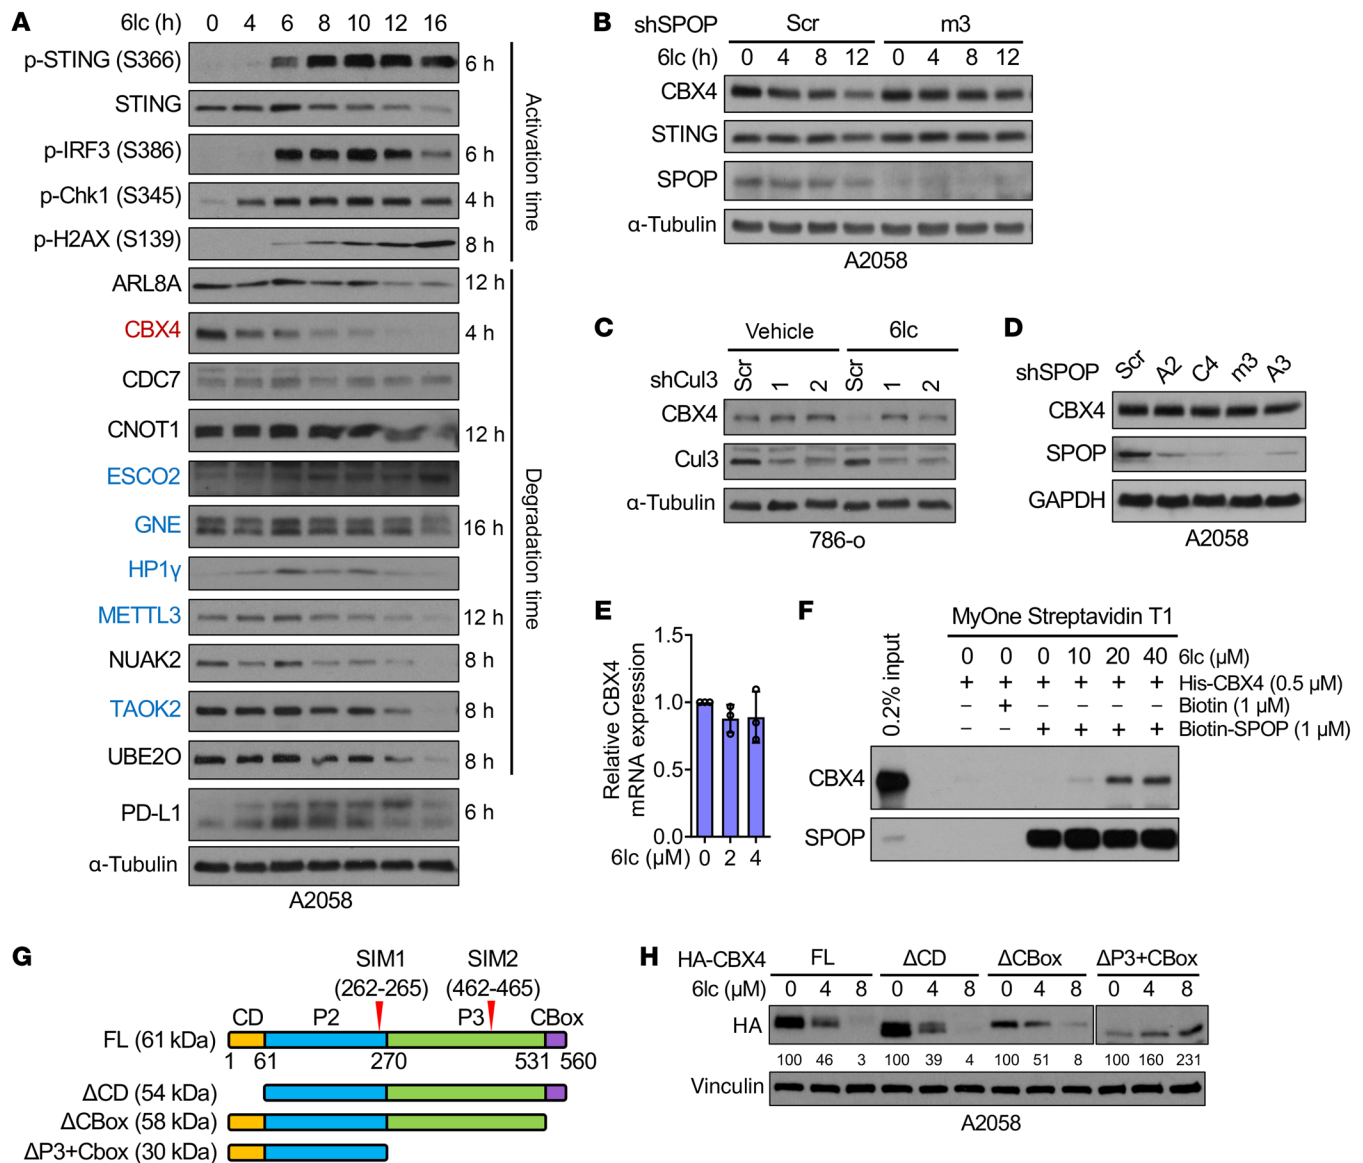 A
6lc (h) 0 4 6 8 10 12 16
p-STING (S366) 6 h
STING
p-IRF3 (S386) 6 h
p-Chk1 (S345) 4 h
p-H2AX (S139) 8 h
Activation time
ARL8A 12 h
CBX4 4 h
CDC7
CNOT1 12 h
ESCO2
GNE 16 h
HP1γ
METTL3 12 h
NUAK2 8 h
TAOK2 8 h
UBE2O 8 h
Degradation time
PD-L1 6 h
α-Tubulin
A2058
B
shSPOP Scr m3
6lc (h) 0 4 8 12 0 4 8 12
CBX4
STING
SPOP
α-Tubulin
A2058
C
Vehicle 6lc
shCul3 Scr 1 2 Scr 1 2
CBX4
Cul3
α-Tubulin
786-o
D
shSPOP Scr A2 C4 m3 A3
CBX4
SPOP
GAPDH
A2058
E
Relative CBX4
mRNA expression
1.5
1.0
0.5
0.0
6lc (μM) 0 2 4
F
MyOne Streptavidin T1
0.2% input
0 0 0 10 20 40 6lc (μM)
+ + + + + + His-CBX4 (0.5 μM)
− + Biotin (1 μM)
− − + + + + Biotin-SPOP (1 μM)
CBX4
SPOP
G
SIM1 SIM2
(262-265) (462-465)
CD P2 P3 CBox
FL (61 kDa)
1 61 270 531 560
ΔCD (54 kDa)
ΔCBox (58 kDa)
ΔP3+Cbox (30 kDa)
H
HA-CBX4 FL ΔCD ΔCBox ΔP3+CBox
6lc (μM) 0 4 8 0 4 8 0 4 8 0 4 8
HA
100 46 3 100 39 4 100 51 8 100 160 231
Vinculin
A2058